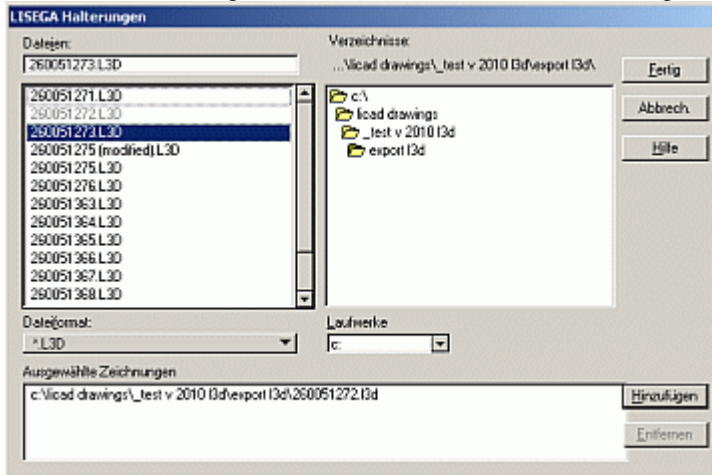 LISEGA Halterungen
Dateien:
260051273.L3D
260051271.L3D
260051272.L3D
260051273.L3D
260051275 (modified).L3D
260051275.L3D
260051276.L3D
260051363.L3D
260051364.L3D
260051365.L3D
260051366.L3D
260051367.L3D
260051368.L3D
Dateiformat:
*.L3D
Verzeichnisse:
...\licad drawings\_test v 2010 l3d\export l3d\
c:\
licad drawings
_test v 2010 l3d
export l3d
Laufwerke
c:
Fertig
Abbrech.
Hilfe
Ausgewählte Zeichnungen
c:\licad drawings\_test v 2010 l3d\export l3d\260051272.l3d
Hinzufügen
Entfernen